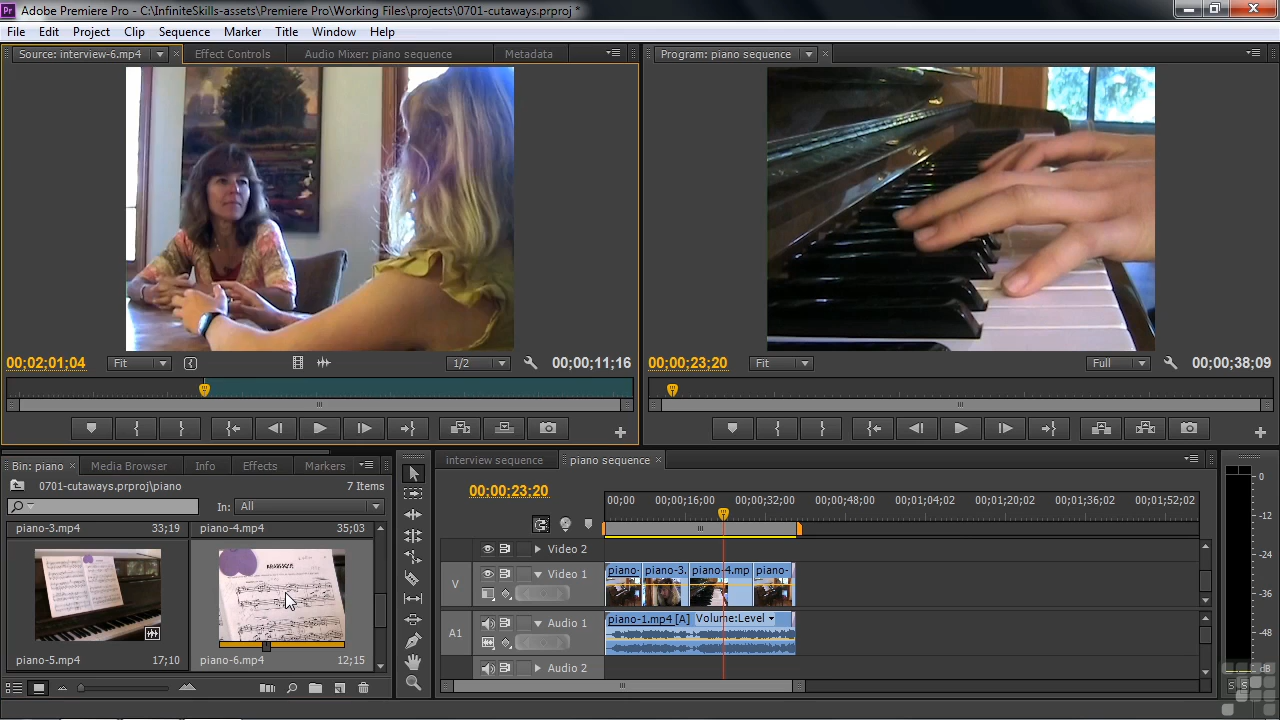 Pr Adobe Premiere Pro - C:\InfiniteSkills-assets\Premiere Pro\Working Files\projects\0701-cutaways.prproj *
File Edit Project Clip Sequence Marker Title Window Help
Source: interview-6.mp4 Effect Controls Audio Mixer: piano sequence Metadata Program: piano sequence
00;02;01;04 Fit 1/2 00;00;11;16 00;00;23;20 Fit Full 00;00;38;09
Bin: piano Media Browser Info Effects Markers interview sequence piano sequence
0701-cutaways.prproj\piano 7 Items
In: All
piano-3.mp4 33;19 piano-4.mp4 35;03
piano-5.mp4 17;10 piano-6.mp4 12;15
00;00;23;20
00;00 00;00;16;00 00;00;32;00 00;00;48;00 00;01;04;02 00;01;20;02 00;01;36;02 00;01;52;02
Video 2
V Video 1 piano- piano-3. piano-4.mp piano-
A1 Audio 1 piano-1.mp4 [A] Volume:Level
Audio 2
0
-12
-24
-36
-48
dB
S S